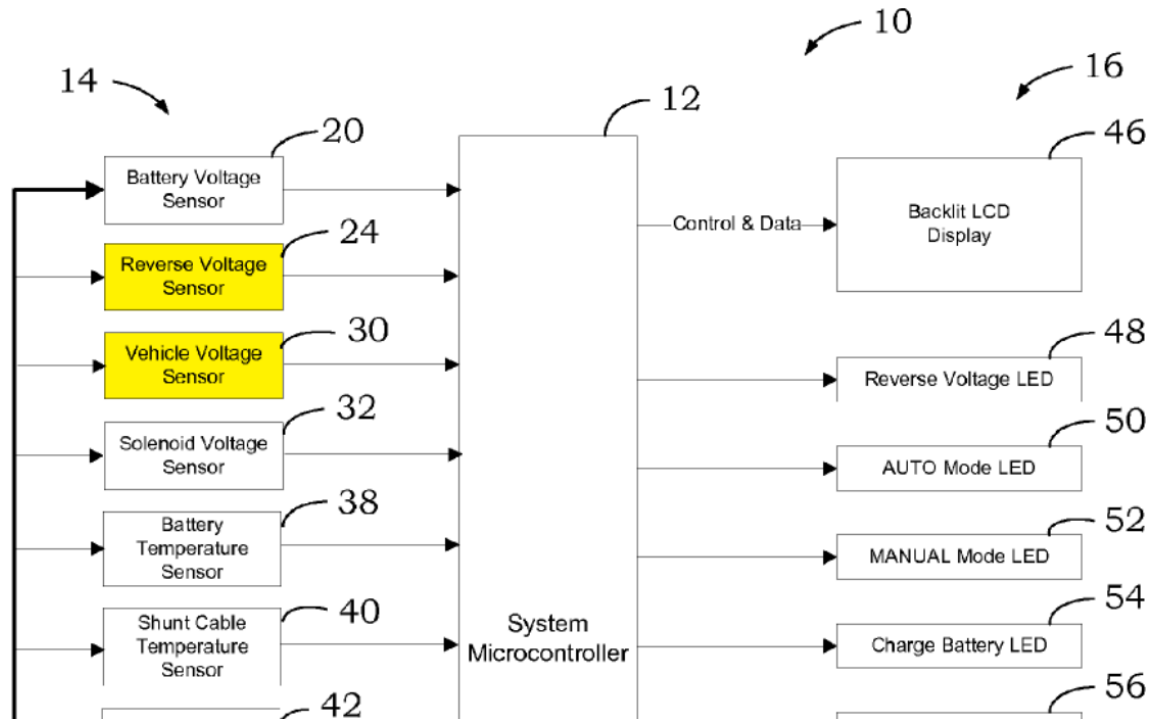 10
14
16
12
20
46
Battery Voltage
Sensor
Backlit LCD
Display
Control & Data
24
Reverse Voltage
Sensor
30
48
Vehicle Voltage
Sensor
Reverse Voltage LED
32
50
Solenoid Voltage
Sensor
AUTO Mode LED
38
52
Battery
Temperature
Sensor
MANUAL Mode LED
40
54
Shunt Cable
Temperature
Sensor
System
Microcontroller
Charge Battery LED
42
56